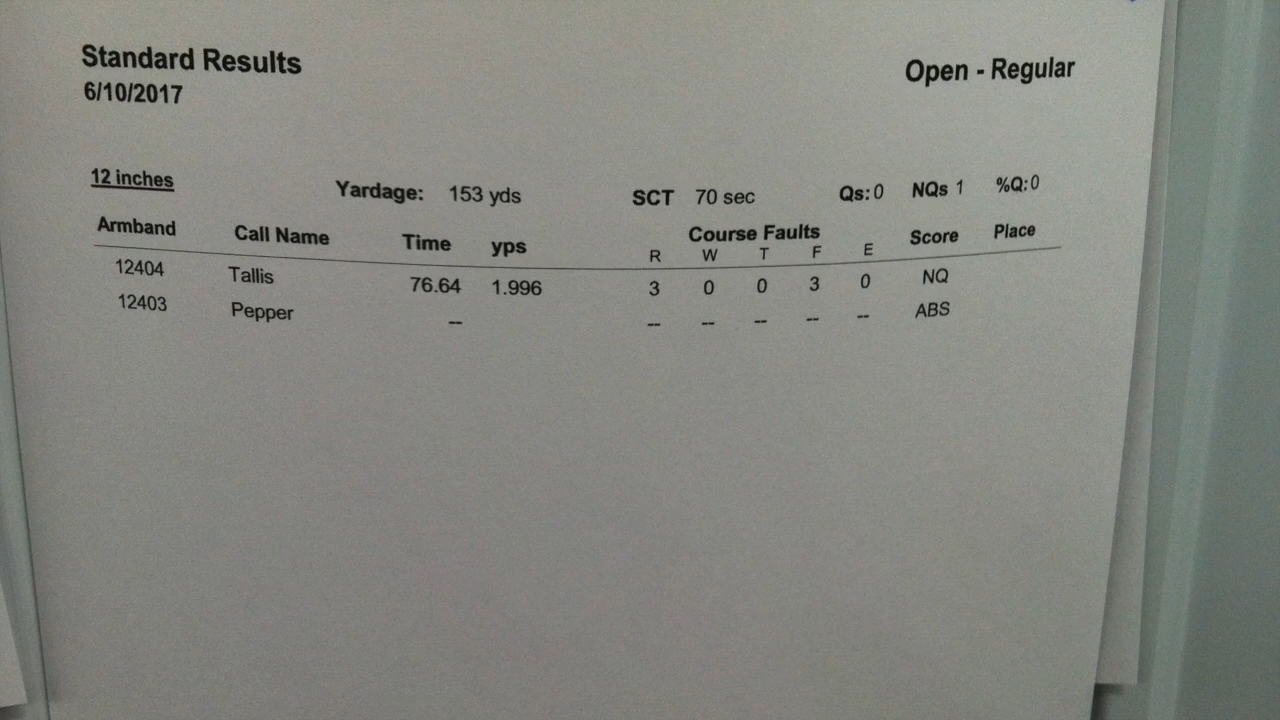 Standard Results Open - Regular
6/10/2017
12 inches Yardage: 153 yds SCT 70 sec Qs:0 NQs 1 %Q:0
Armband Call Name Time yps Course Faults Score Place
R W T F E
12404 Tallis 76.64 1.996 3 0 0 3 0 NQ
12403 Pepper -- -- -- -- -- -- ABS